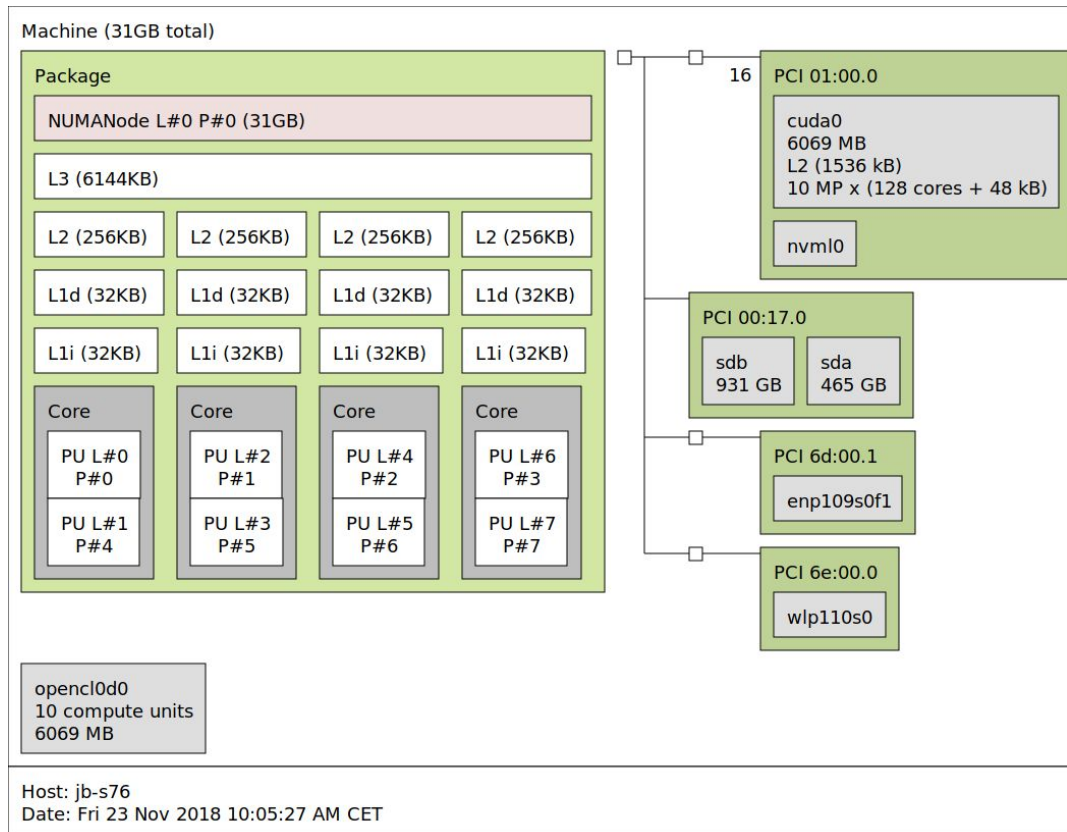 Machine (31GB total)
Package
NUMANode L#0 P#0 (31GB)
L3 (6144KB)
L2 (256KB) L2 (256KB) L2 (256KB) L2 (256KB)
L1d (32KB) L1d (32KB) L1d (32KB) L1d (32KB)
L1i (32KB) L1i (32KB) L1i (32KB) L1i (32KB)
Core Core Core Core
PU L#0 PU L#2 PU L#4 PU L#6
P#0 P#1 P#2 P#3
PU L#1 PU L#3 PU L#5 PU L#7
P#4 P#5 P#6 P#7
16
PCI 01:00.0
cuda0
6069 MB
L2 (1536 kB)
10 MP x (128 cores + 48 kB)
nvml0
PCI 00:17.0
sdb sda
931 GB 465 GB
PCI 6d:00.1
enp109s0f1
PCI 6e:00.0
wlp110s0
opencl0d0
10 compute units
6069 MB
Host: jb-s76
Date: Fri 23 Nov 2018 10:05:27 AM CET